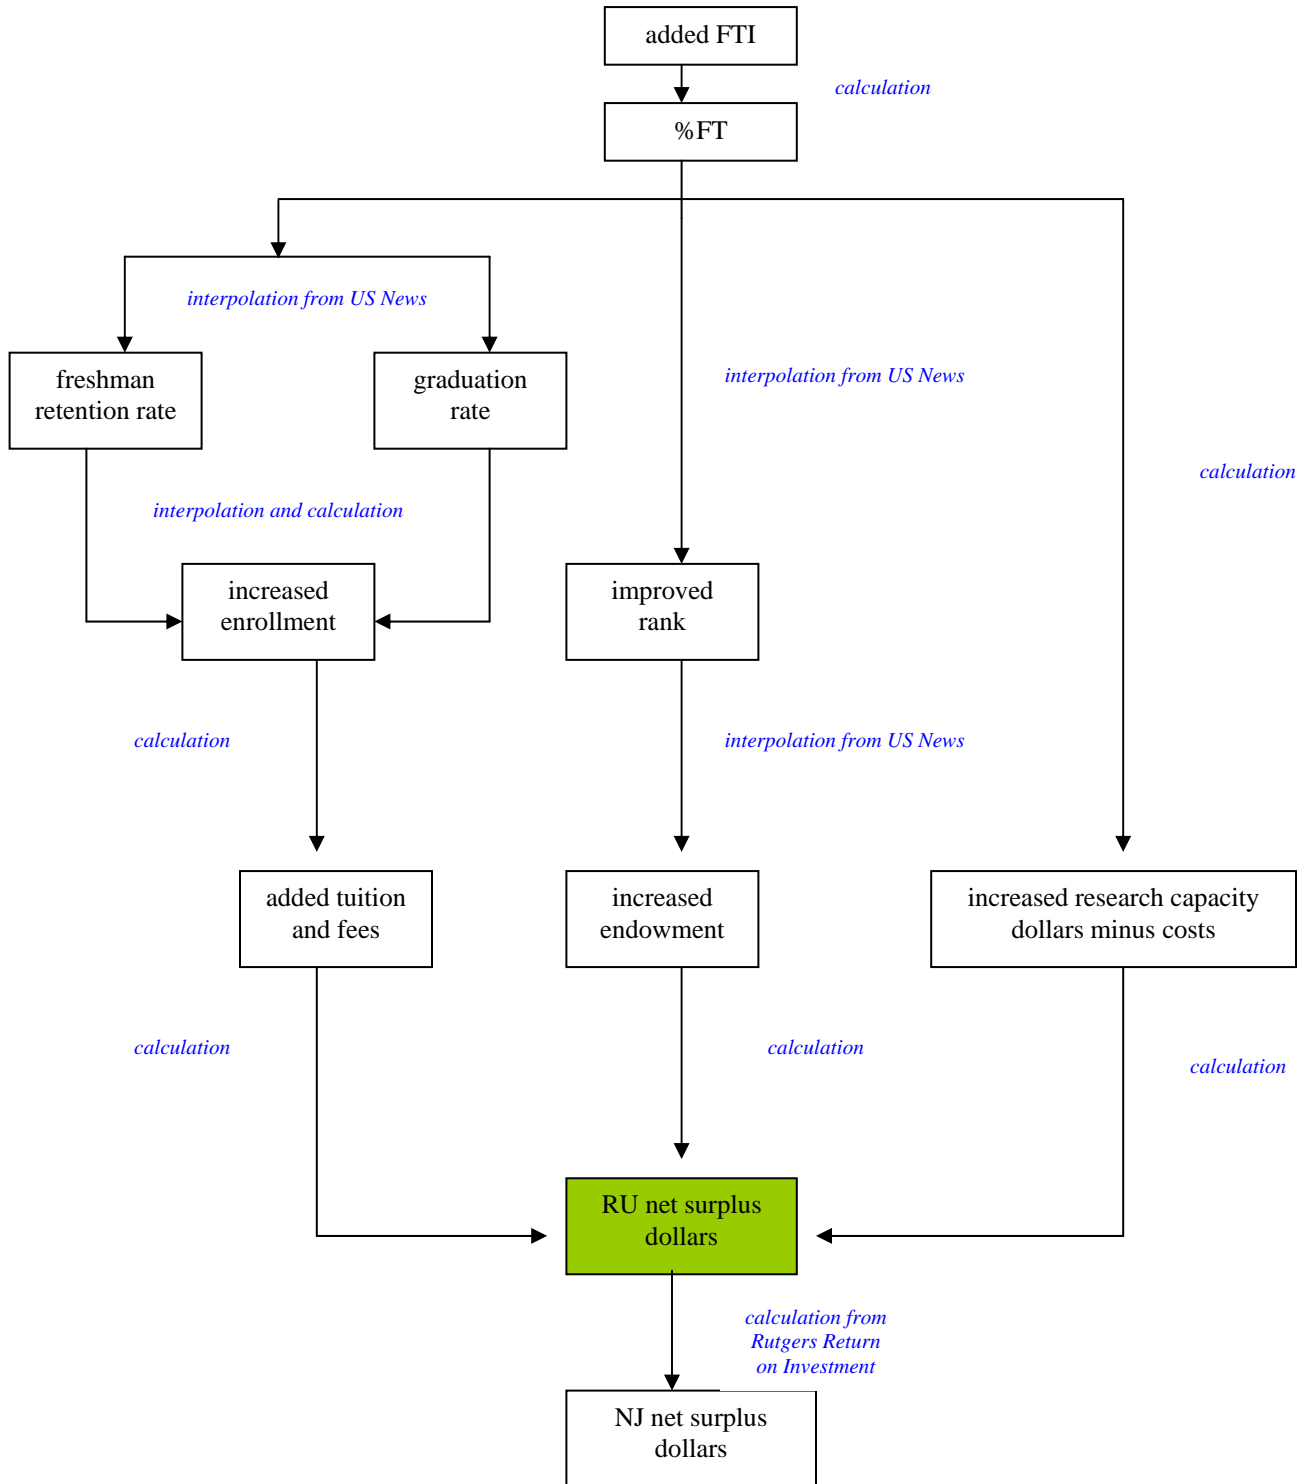 added FTI
calculation
%FT
interpolation from US News
freshman
retention rate
graduation
rate
interpolation from US News
calculation
interpolation and calculation
increased
enrollment
improved
rank
calculation
interpolation from US News
added tuition
and fees
increased
endowment
increased research capacity
dollars minus costs
calculation
calculation
calculation
RU net surplus
dollars
calculation from
Rutgers Return
on Investment
NJ net surplus
dollars